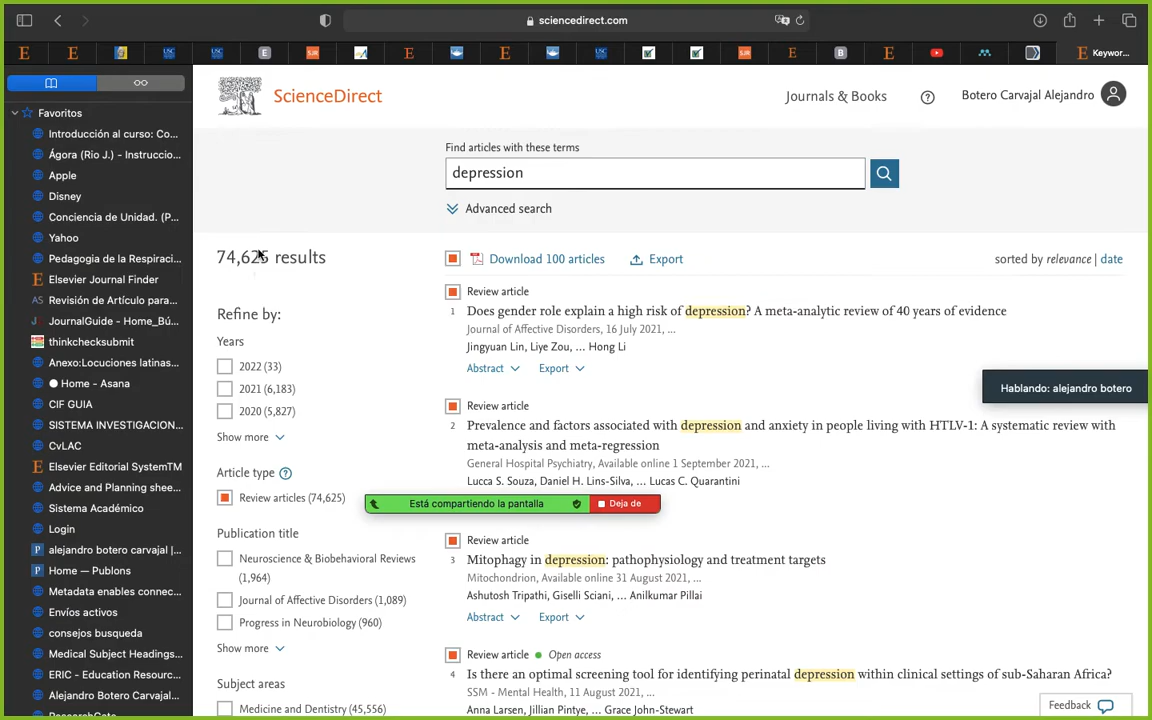 sciencedirect.com
E
E
USC
USC
E
SJR
E
E
USC
SJR
E
B
E
E Keywor...
Favoritos
Introducción al curso: Co...
Ágora (Rio J.) - Instruccio...
Apple
Disney
Conciencia de Unidad. (P...
Yahoo
Pedagogia de la Respiraci...
E Elsevier Journal Finder
AS Revisión de Artículo para...
JournalGuide - Home_Bú...
thinkchecksubmit
Anexo:Locuciones latinas...
Home - Asana
CIF GUIA
SISTEMA INVESTIGACION...
CvLAC
E Elsevier Editorial SystemTM
Advice and Planning shee...
Sistema Académico
Login
P alejandro botero carvajal |...
P Home — Publons
Metadata enables connec...
Envíos activos
consejos busqueda
Medical Subject Headings...
ERIC - Education Resourc...
Alejandro Botero Carvajal...
ResearchGate
ScienceDirect
Journals & Books
?
Botero Carvajal Alejandro
Find articles with these terms
depression
Advanced search
74,625 results
Refine by:
Years
2022 (33)
2021 (6,183)
2020 (5,827)
Show more
Article type ?
Review articles (74,625)
Publication title
Neuroscience & Biobehavioral Reviews
(1,964)
Journal of Affective Disorders (1,089)
Progress in Neurobiology (960)
Show more
Subject areas
Medicine and Dentistry (45,556)
Download 100 articles
Export
sorted by relevance | date
Review article
1 Does gender role explain a high risk of depression? A meta-analytic review of 40 years of evidence
Journal of Affective Disorders, 16 July 2021, ...
Jingyuan Lin, Liye Zou, ... Hong Li
Abstract
Export
Hablando: alejandro botero
Review article
2 Prevalence and factors associated with depression and anxiety in people living with HTLV-1: A systematic review with
meta-analysis and meta-regression
General Hospital Psychiatry, Available online 1 September 2021, ...
Lucca S. Souza, Daniel H. Lins-Silva, ... Lucas C. Quarantini
Está compartiendo la pantalla
Deja de
Review article
3 Mitophagy in depression: pathophysiology and treatment targets
Mitochondrion, Available online 31 August 2021, ...
Ashutosh Tripathi, Giselli Scaini, ... Anilkumar Pillai
Abstract
Export
Review article
Open access
4 Is there an optimal screening tool for identifying perinatal depression within clinical settings of sub-Saharan Africa?
SSM - Mental Health, 11 August 2021, ...
Anna Larsen, Jillian Pintye, ... Grace John-Stewart
Feedback